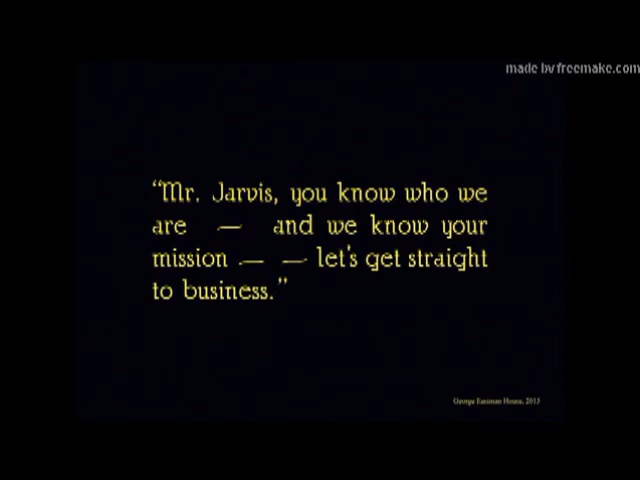 made by freemake.com
"Mr. Jarvis, you know who we
are — and we know your
mission — — let's get straight
to business."
George Eastman House, 2013